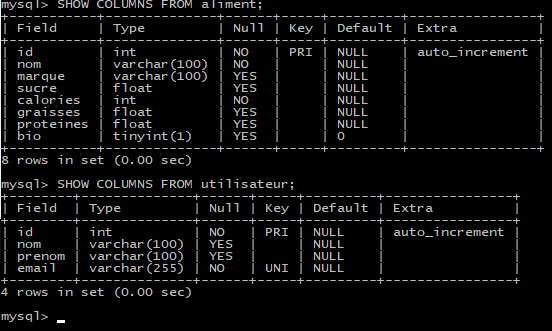 mysql> SHOW COLUMNS FROM aliment;
+-----------+--------------+------+-----+---------+----------------+
| Field     | Type         | Null | Key | Default | Extra          |
+-----------+--------------+------+-----+---------+----------------+
| id        | int          | NO   | PRI | NULL    | auto_increment |
| nom       | varchar(100) | NO   |     | NULL    |                |
| marque    | varchar(100) | YES  |     | NULL    |                |
| sucre     | float        | YES  |     | NULL    |                |
| calories  | int          | NO   |     | NULL    |                |
| graisses  | float        | YES  |     | NULL    |                |
| proteines | float        | YES  |     | NULL    |                |
| bio       | tinyint(1)   | YES  |     | 0       |                |
+-----------+--------------+------+-----+---------+----------------+
8 rows in set (0.00 sec)
mysql> SHOW COLUMNS FROM utilisateur;
+--------+--------------+------+-----+---------+----------------+
| Field  | Type         | Null | Key | Default | Extra          |
+--------+--------------+------+-----+---------+----------------+
| id     | int          | NO   | PRI | NULL    | auto_increment |
| nom    | varchar(100) | YES  |     | NULL    |                |
| prenom | varchar(100) | YES  |     | NULL    |                |
| email  | varchar(255) | NO   | UNI | NULL    |                |
+--------+--------------+------+-----+---------+----------------+
4 rows in set (0.00 sec)
mysql> _